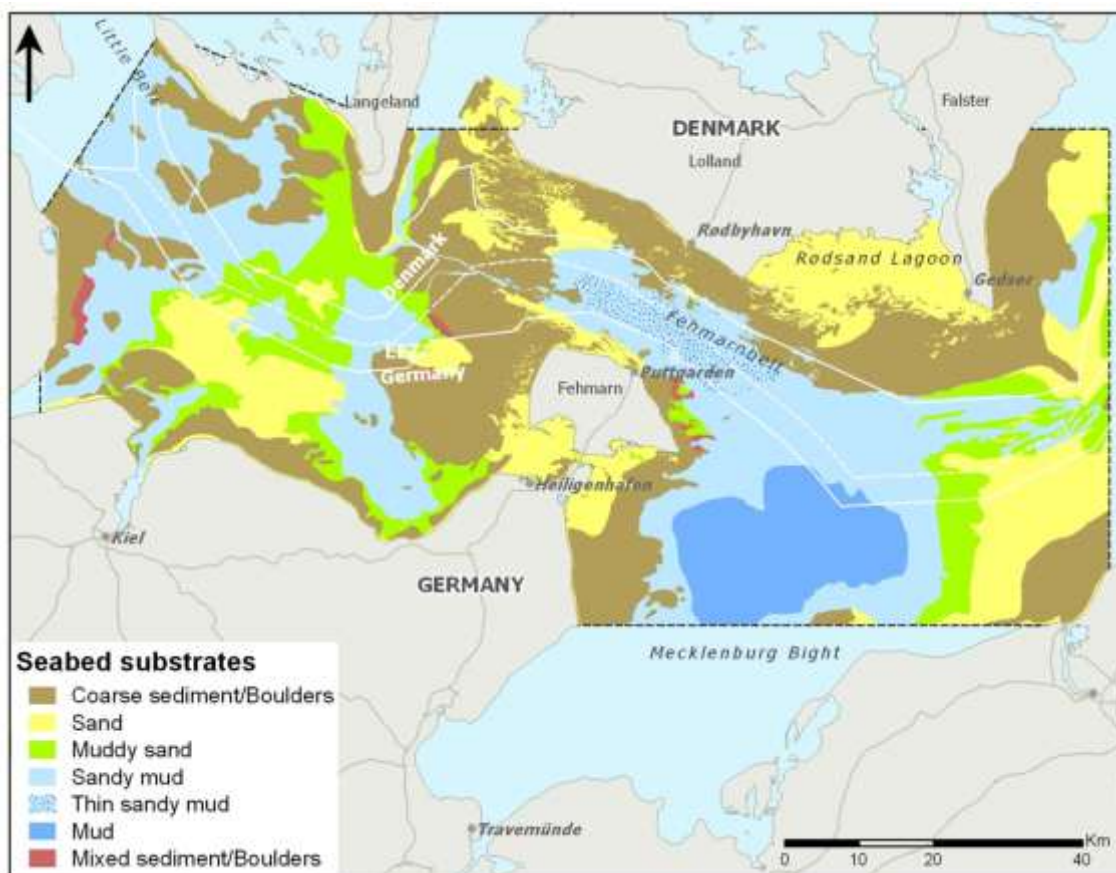 Little Belt
Langeland
DENMARK
Falster
Lolland
Rødbyhavn
Rødsand Lagoon
Gedser
Denmark
EEZ
Germany
Fehmarnbelt
Puttgarden
Fehmarn
Heiligenhafen
Kiel
GERMANY
Mecklenburg Bight
Travemünde
Seabed substrates
Coarse sediment/Boulders
Sand
Muddy sand
Sandy mud
Thin sandy mud
Mud
Mixed sediment/Boulders
Km
0 10 20 40